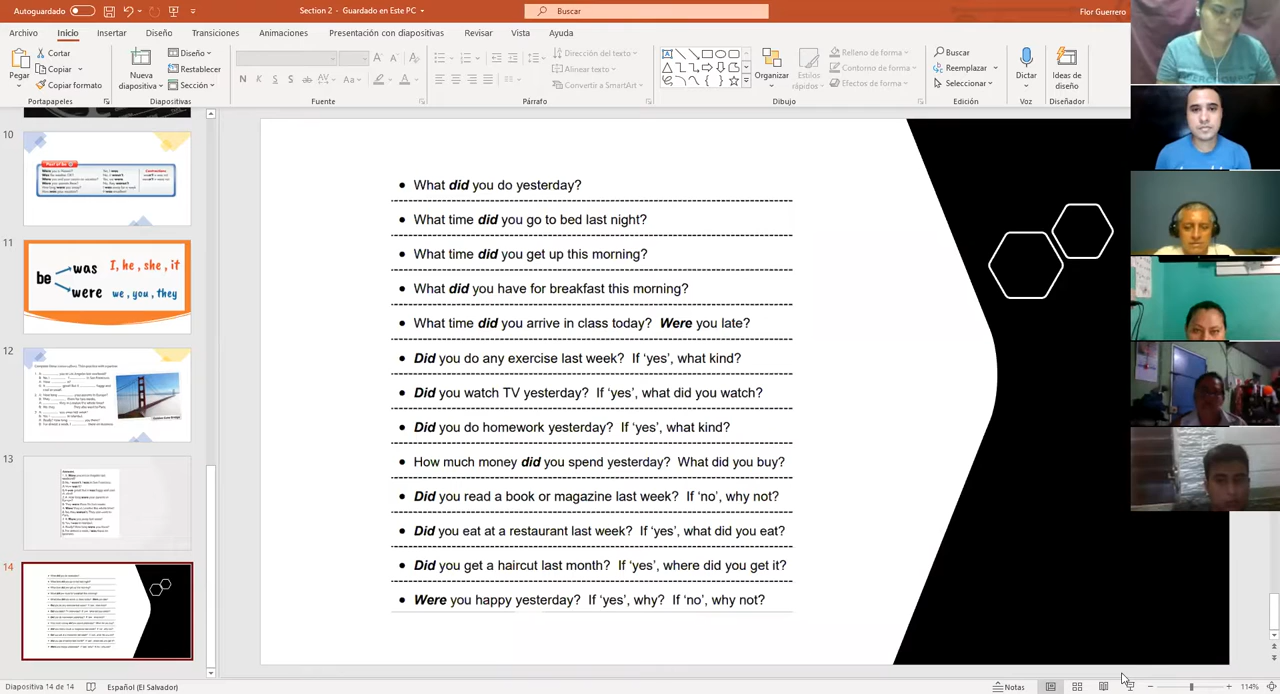 Autoguardado
Section 2 - Guardado en Este PC
Buscar
Flor Guerrero
Archivo Inicio Insertar Diseño Transiciones Animaciones Presentación con diapositivas Revisar Vista Ayuda
Pegar
Cortar
Copiar
Copiar formato
Portapapeles
Nueva diapositiva
Diseño
Restablecer
Sección
Diapositivas
N K S S
Fuente
Dirección del texto
Alinear texto
Convertir a SmartArt
Párrafo
Organizar
Estilos rápidos
Relleno de forma
Contorno de forma
Efectos de forma
Dibujo
Buscar
Reemplazar
Seleccionar
Edición
Dictar
Voz
Ideas de diseño
Diseñador
10
11
be
was
I, he, she, it
were
we, you, they
12
13
14
• What did you do yesterday?
• What time did you go to bed last night?
• What time did you get up this morning?
• What did you have for breakfast this morning?
• What time did you arrive in class today? Were you late?
• Did you do any exercise last week? If 'yes', what kind?
• Did you watch TV yesterday? If 'yes', what did you watch?
• Did you do homework yesterday? If 'yes', what kind?
• How much money did you spend yesterday? What did you buy?
• Did you read a book or magazine last week? If 'no', why not?
• Did you eat at a estaurant last week? If 'yes', what did you eat?
• Did you get a haircut last month? If 'yes', where did you get it?
• Were you day? If 'yes', why? If 'no', why
Diapositiva 14 de 14
Español (El Salvador)
Notas
114%